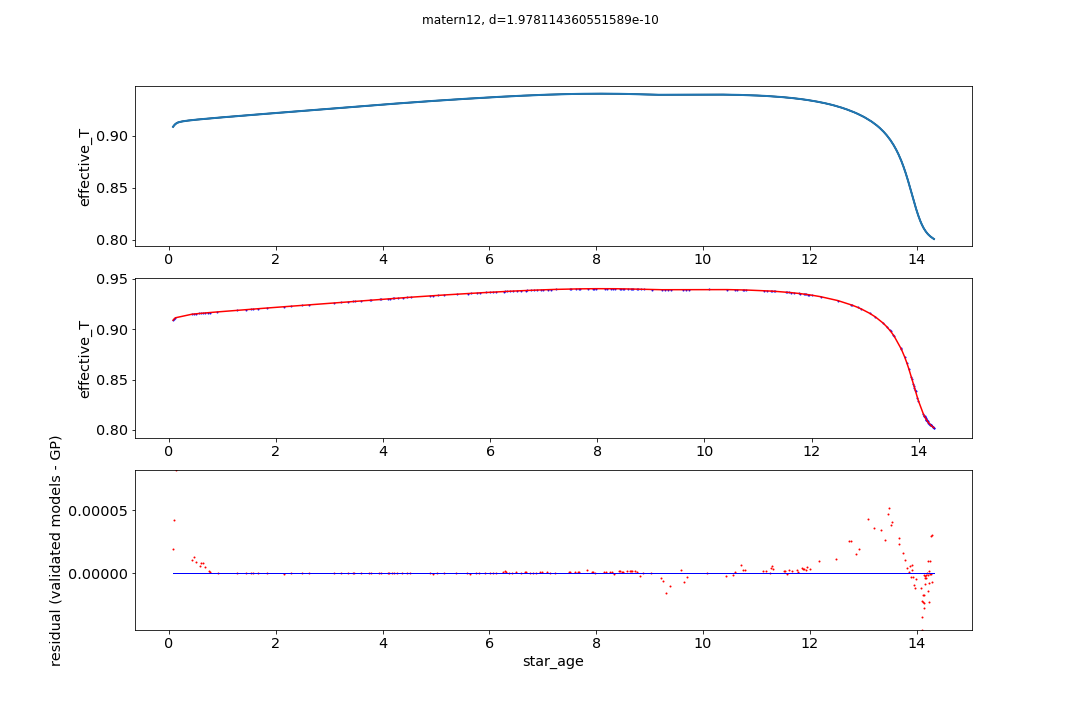 matern12, d=1.978114360551589e-10
effective_T
0.90
0.85
0.80
0 2 4 6 8 10 12 14
effective_T
0.95
0.90
0.85
0.80
0 2 4 6 8 10 12 14
residual (validated models - GP)
0.00005
0.00000
0 2 4 6 8 10 12 14
star_age